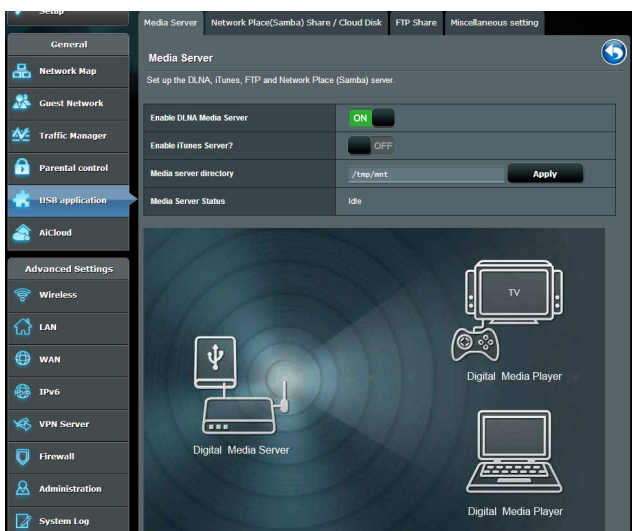 Setup
General
Network Map
Guest Network
Traffic Manager
Parental control
USB application
AiCloud
Advanced Settings
Wireless
LAN
WAN
IPv6
VPN Server
Firewall
Administration
System Log
Media Server
Network Place(Samba) Share / Cloud Disk
FTP Share
Miscellaneous setting
Media Server
Set up the DLNA, iTunes, FTP and Network Place (Samba) server.
Enable DLNA Media Server
ON
Enable iTunes Server?
OFF
Media server directory
/tmp/mnt
Apply
Media Server Status
Idle
TV
Digital Media Player
Digital Media Server
Digital Media Player